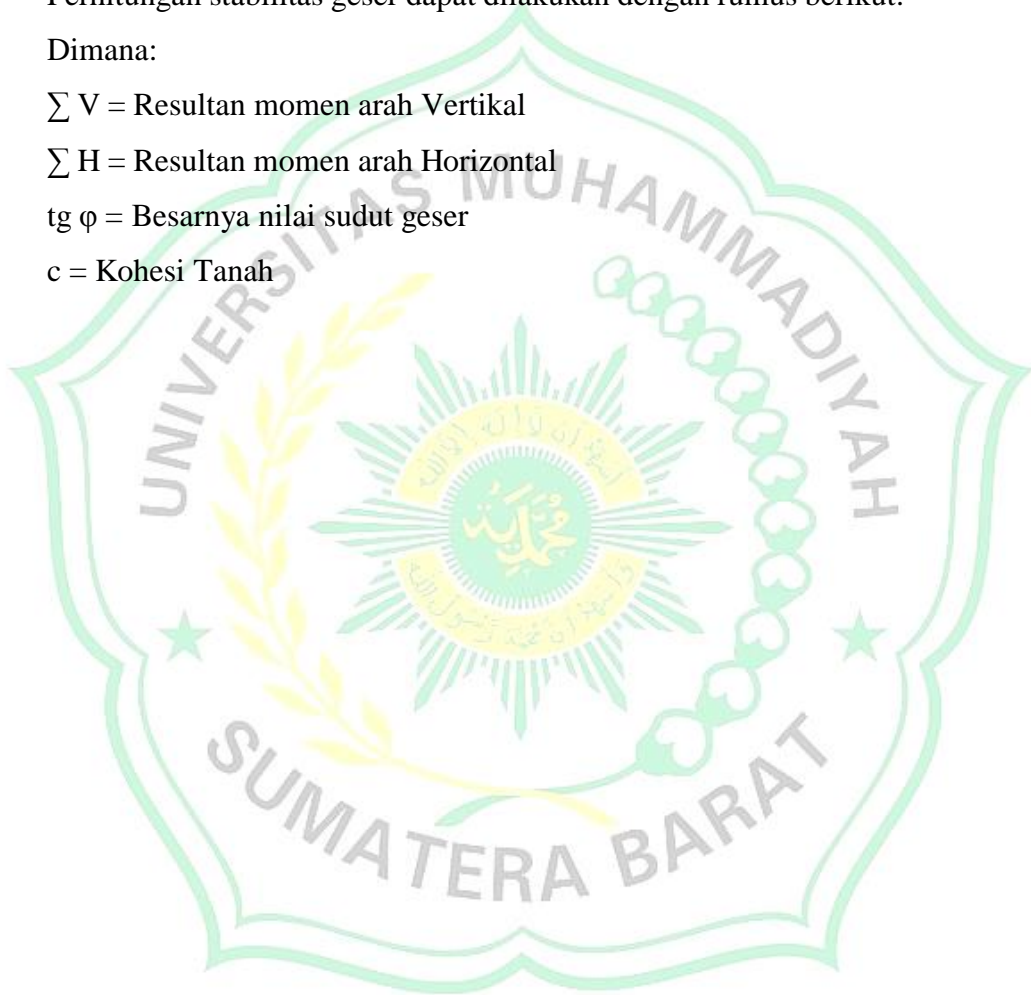 Perhitungan stabilitas geser dapat dilakukan dengan rumus berikut:
Dimana:
∑ V = Resultan momen arah Vertikal
∑ H = Resultan momen arah Horizontal
tg φ = Besarnya nilai sudut geser
c = Kohesi Tanah
UNIVERSITAS MUHAMMADIYAH
SUMATERA BARAT